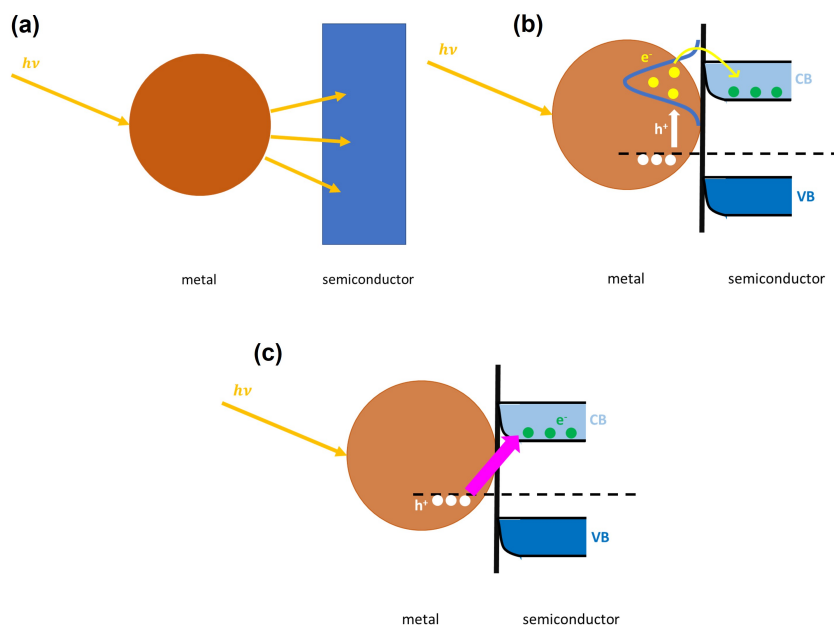 (a)
hν
metal
semiconductor
(b)
hν
e⁻
CB
h⁺
VB
metal
semiconductor
(c)
hν
e⁻
CB
h⁺
VB
metal
semiconductor